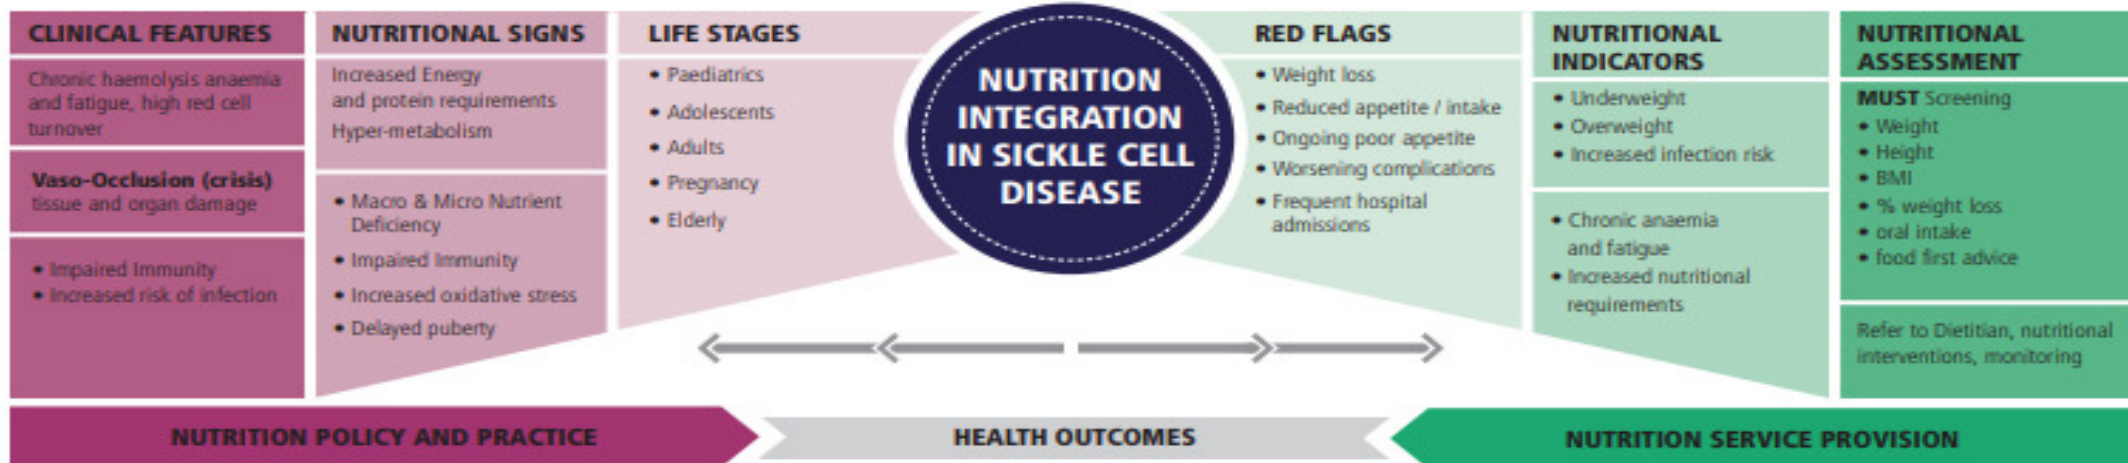 CLINICAL FEATURES
Chronic haemolysis anaemia
and fatigue, high red cell
turnover
Vaso-Occlusion (crisis)
tissue and organ damage
• Impaired Immunity
• Increased risk of infection
NUTRITIONAL SIGNS
Increased Energy
and protein requirements
Hyper-metabolism
• Macro & Micro Nutrient
Deficiency
• Impaired Immunity
• Increased oxidative stress
• Delayed puberty
LIFE STAGES
• Paediatrics
• Adolescents
• Adults
• Pregnancy
• Elderly
NUTRITION
INTEGRATION
IN SICKLE CELL
DISEASE
RED FLAGS
• Weight loss
• Reduced appetite / intake
• Ongoing poor appetite
• Worsening complications
• Frequent hospital
admissions
NUTRITIONAL
INDICATORS
• Underweight
• Overweight
• Increased infection risk
• Chronic anaemia
and fatigue
• Increased nutritional
requirements
NUTRITIONAL
ASSESSMENT
MUST Screening
• Weight
• Height
• BMI
• % weight loss
• oral intake
• food first advice
Refer to Dietitian, nutritional
interventions, monitoring
NUTRITION POLICY AND PRACTICE
HEALTH OUTCOMES
NUTRITION SERVICE PROVISION